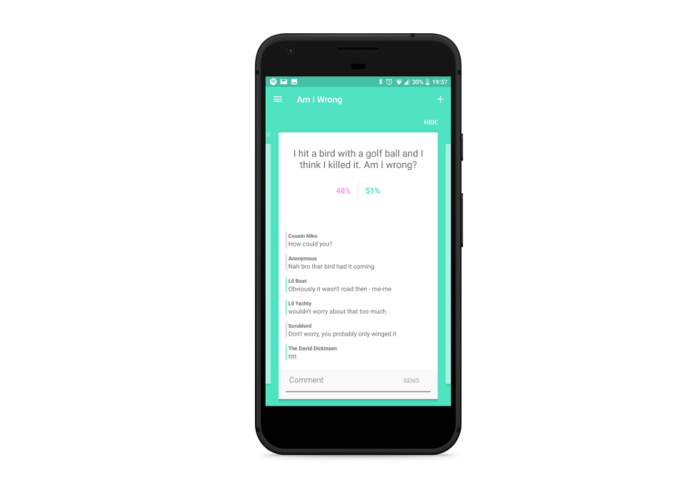 30% 19:57
Am I Wrong
+
HIDE
I hit a bird with a golf ball and I
think I killed it. Am I wrong?
48% 51%
Cousin Niko
How could you?
Anonymous
Nah bro that bird had it coming.
Lil Boat
Obviously it wasn't road then - me-me
Lil Yachty
wouldn't worry about that too much
Scrublord
Don't worry, you probably only winged it
The David Dickinson
Comment SEND